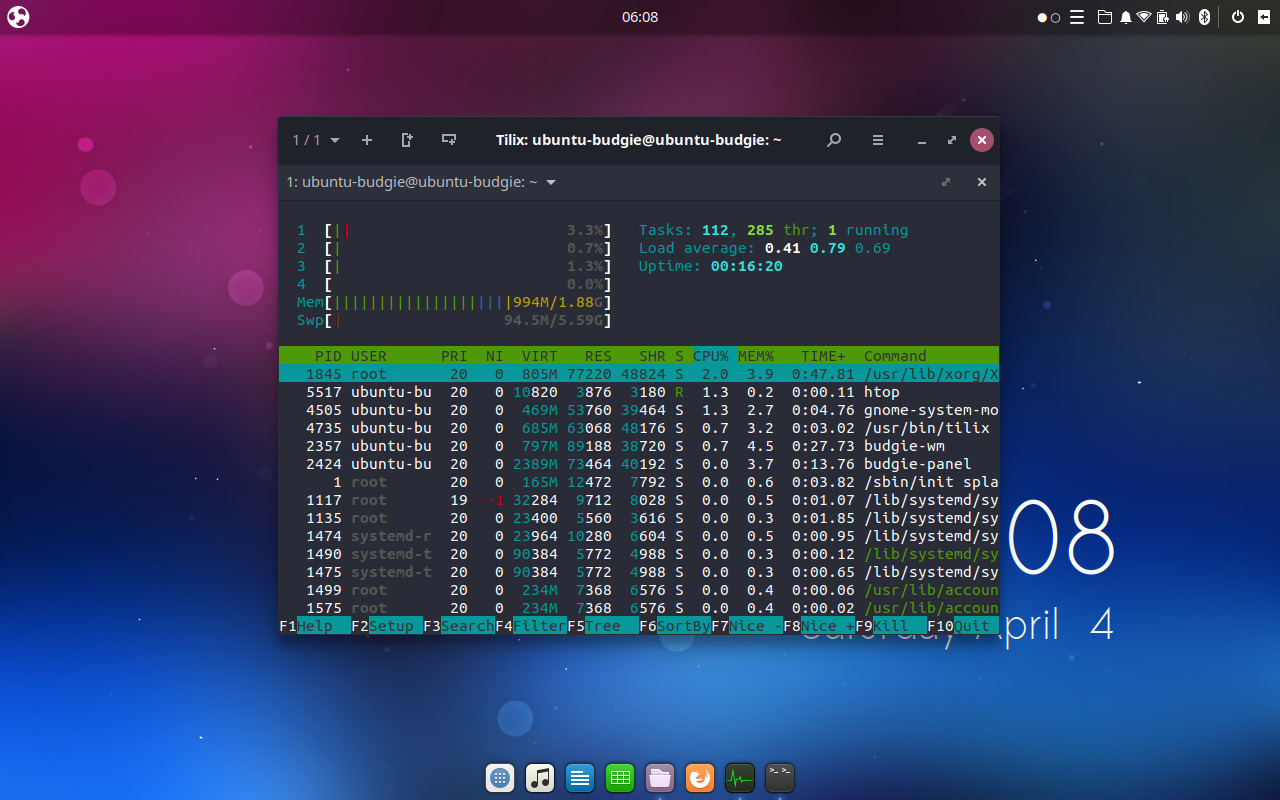 06:08
1 / 1 Tilix: ubuntu-budgie@ubuntu-budgie: ~
1: ubuntu-budgie@ubuntu-budgie: ~
1 [|| 3.3%] Tasks: 112, 285 thr; 1 running
2 [| 0.7%] Load average: 0.41 0.79 0.69
3 [| 1.3%] Uptime: 00:16:20
4 [ 0.0%]
Mem[||||||||||||||||||||994M/1.88G]
Swp[| 94.5M/5.59G]
PID USER PRI NI VIRT RES SHR S CPU% MEM% TIME+ Command
1845 root 20 0 805M 77220 48824 S 2.0 3.9 0:47.81 /usr/lib/xorg/X
5517 ubuntu-bu 20 0 10820 3876 3180 R 1.3 0.2 0:00.11 htop
4505 ubuntu-bu 20 0 469M 53760 39464 S 1.3 2.7 0:04.76 gnome-system-mo
4735 ubuntu-bu 20 0 685M 63068 48176 S 0.7 3.2 0:03.02 /usr/bin/tilix
2357 ubuntu-bu 20 0 797M 89188 38720 S 0.7 4.5 0:27.73 budgie-wm
2424 ubuntu-bu 20 0 2389M 73464 40192 S 0.0 3.7 0:13.76 budgie-panel
1 root 20 0 165M 12472 7792 S 0.0 0.6 0:03.82 /sbin/init spla
1117 root 19 -1 32284 9712 8028 S 0.0 0.5 0:01.07 /lib/systemd/sy
1135 root 20 0 23400 5560 3616 S 0.0 0.3 0:01.85 /lib/systemd/sy
1474 systemd-r 20 0 23964 10280 6604 S 0.0 0.5 0:00.95 /lib/systemd/sy
1490 systemd-t 20 0 90384 5772 4988 S 0.0 0.3 0:00.12 /lib/systemd/sy
1475 systemd-t 20 0 90384 5772 4988 S 0.0 0.3 0:00.65 /lib/systemd/sy
1499 root 20 0 234M 7368 6576 S 0.0 0.4 0:00.06 /usr/lib/accoun
1575 root 20 0 234M 7368 6576 S 0.0 0.4 0:00.02 /usr/lib/accoun
F1Help F2Setup F3SearchF4FilterF5Tree F6SortByF7Nice -F8Nice +F9Kill F10Quit
08
April 4